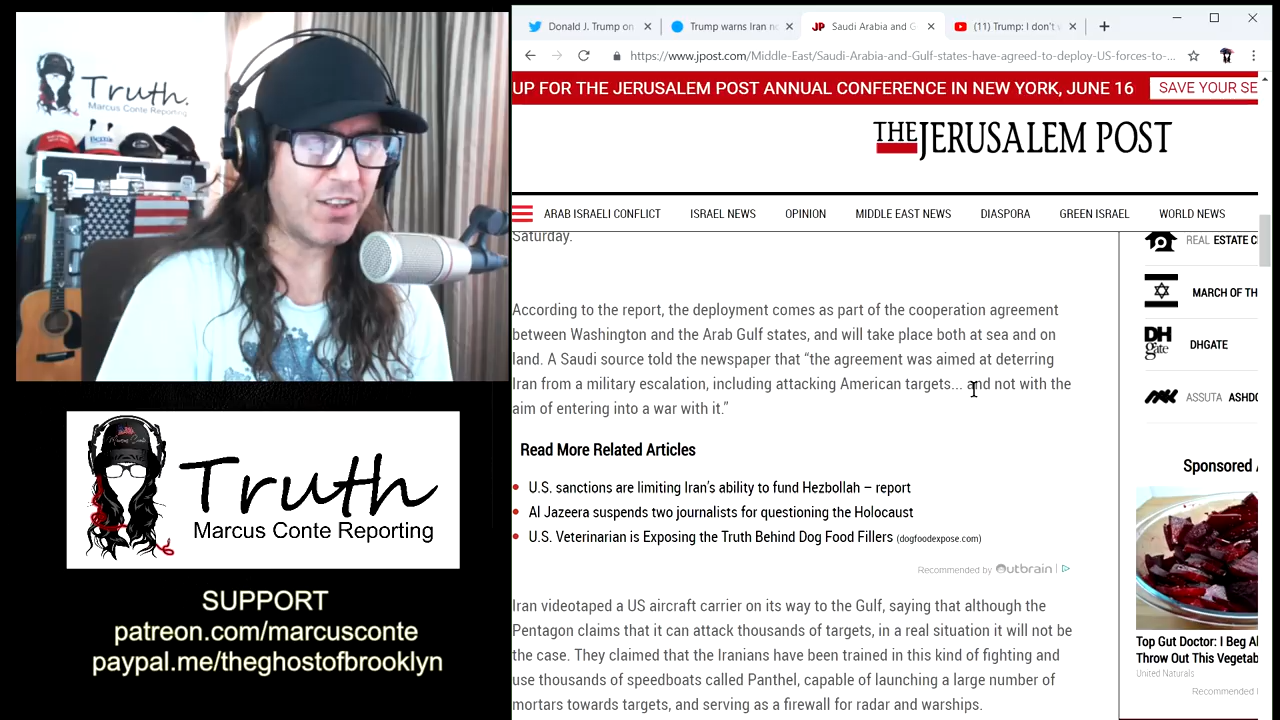 Truth.
Marcus Conte Reporting
Truth
Marcus Conte Reporting
SUPPORT
patreon.com/marcusconte
paypal.me/theghostofbrooklyn
Donald J. Trump on
Trump warns Iran n
JP Saudi Arabia and G
(11) Trump: I don't
https://www.jpost.com/Middle-East/Saudi-Arabia-and-Gulf-states-have-agreed-to-deploy-US-forces-to-...
UP FOR THE JERUSALEM POST ANNUAL CONFERENCE IN NEW YORK, JUNE 16
SAVE YOUR SE
THE JERUSALEM POST
ARAB ISRAELI CONFLICT ISRAEL NEWS OPINION MIDDLE EAST NEWS DIASPORA GREEN ISRAEL WORLD NEWS
Saturday.
According to the report, the deployment comes as part of the cooperation agreement
between Washington and the Arab Gulf states, and will take place both at sea and on
land. A Saudi source told the newspaper that “the agreement was aimed at deterring
Iran from a military escalation, including attacking American targets... and not with the
aim of entering into a war with it.”
Read More Related Articles
U.S. sanctions are limiting Iran’s ability to fund Hezbollah – report
Al Jazeera suspends two journalists for questioning the Holocaust
U.S. Veterinarian is Exposing the Truth Behind Dog Food Fillers (dogfoodexpose.com)
Recommended by Outbrain
Iran videotaped a US aircraft carrier on its way to the Gulf, saying that although the
Pentagon claims that it can attack thousands of targets, in a real situation it will not be
the case. They claimed that the Iranians have been trained in this kind of fighting and
use thousands of speedboats called Panthel, capable of launching a large number of
mortars towards targets, and serving as a firewall for radar and warships.
REAL ESTATE C
MARCH OF TH
DH
gate
DHGATE
ASSUTA ASHDO
Sponsored
Top Gut Doctor: I Beg A
Throw Out This Vegetab
United Naturals
Recommended